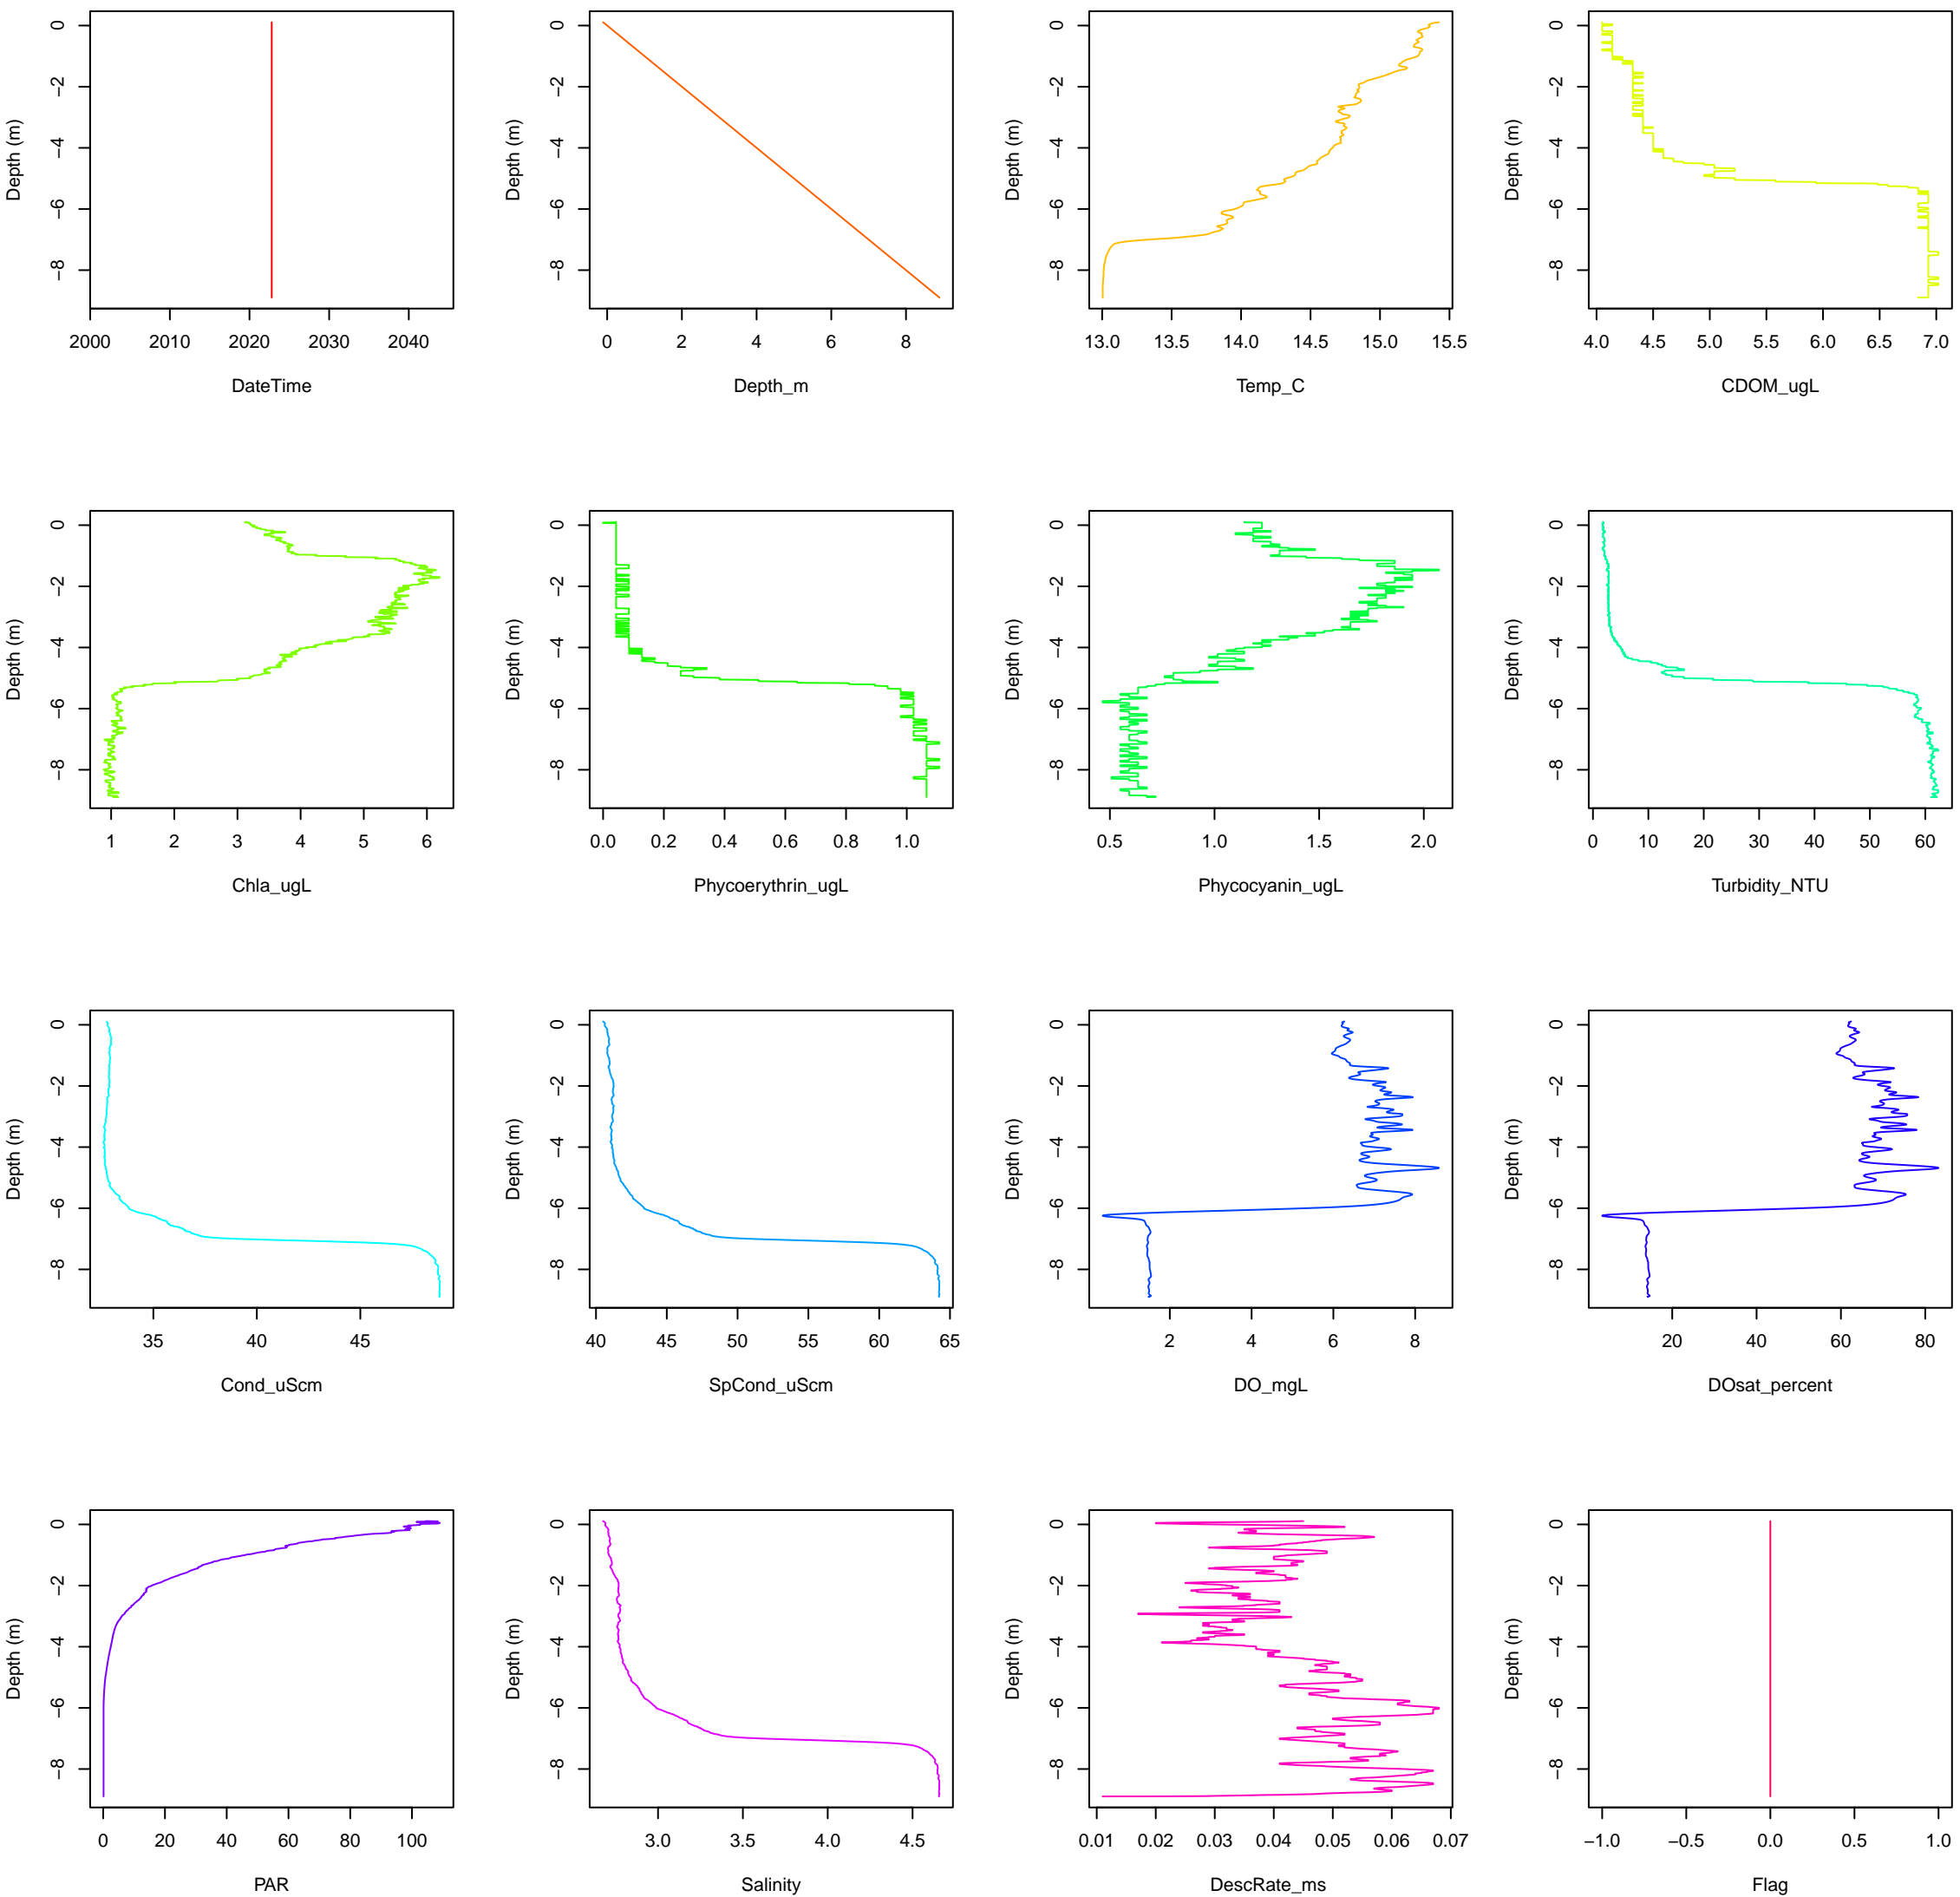 Depth (m)
0
−2
−4
−6
−8
2000 2010 2020 2030 2040
DateTime
Depth (m)
0
−2
−4
−6
−8
0 2 4 6 8
Depth_m
Depth (m)
0
−2
−4
−6
−8
13.0 13.5 14.0 14.5 15.0 15.5
Temp_C
Depth (m)
0
−2
−4
−6
−8
4.0 4.5 5.0 5.5 6.0 6.5 7.0
CDOM_ugL
Depth (m)
0
−2
−4
−6
−8
1 2 3 4 5 6
Chla_ugL
Depth (m)
0
−2
−4
−6
−8
0.0 0.2 0.4 0.6 0.8 1.0
Phycoerythrin_ugL
Depth (m)
0
−2
−4
−6
−8
0.5 1.0 1.5 2.0
Phycocyanin_ugL
Depth (m)
0
−2
−4
−6
−8
0 10 20 30 40 50 60
Turbidity_NTU
Depth (m)
0
−2
−4
−6
−8
35 40 45
Cond_uScm
Depth (m)
0
−2
−4
−6
−8
40 45 50 55 60 65
SpCond_uScm
Depth (m)
0
−2
−4
−6
−8
2 4 6 8
DO_mgL
Depth (m)
0
−2
−4
−6
−8
20 40 60 80
DOsat_percent
Depth (m)
0
−2
−4
−6
−8
0 20 40 60 80 100
PAR
Depth (m)
0
−2
−4
−6
−8
3.0 3.5 4.0 4.5
Salinity
Depth (m)
0
−2
−4
−6
−8
0.01 0.02 0.03 0.04 0.05 0.06 0.07
DescRate_ms
Depth (m)
0
−2
−4
−6
−8
−1.0 −0.5 0.0 0.5 1.0
Flag